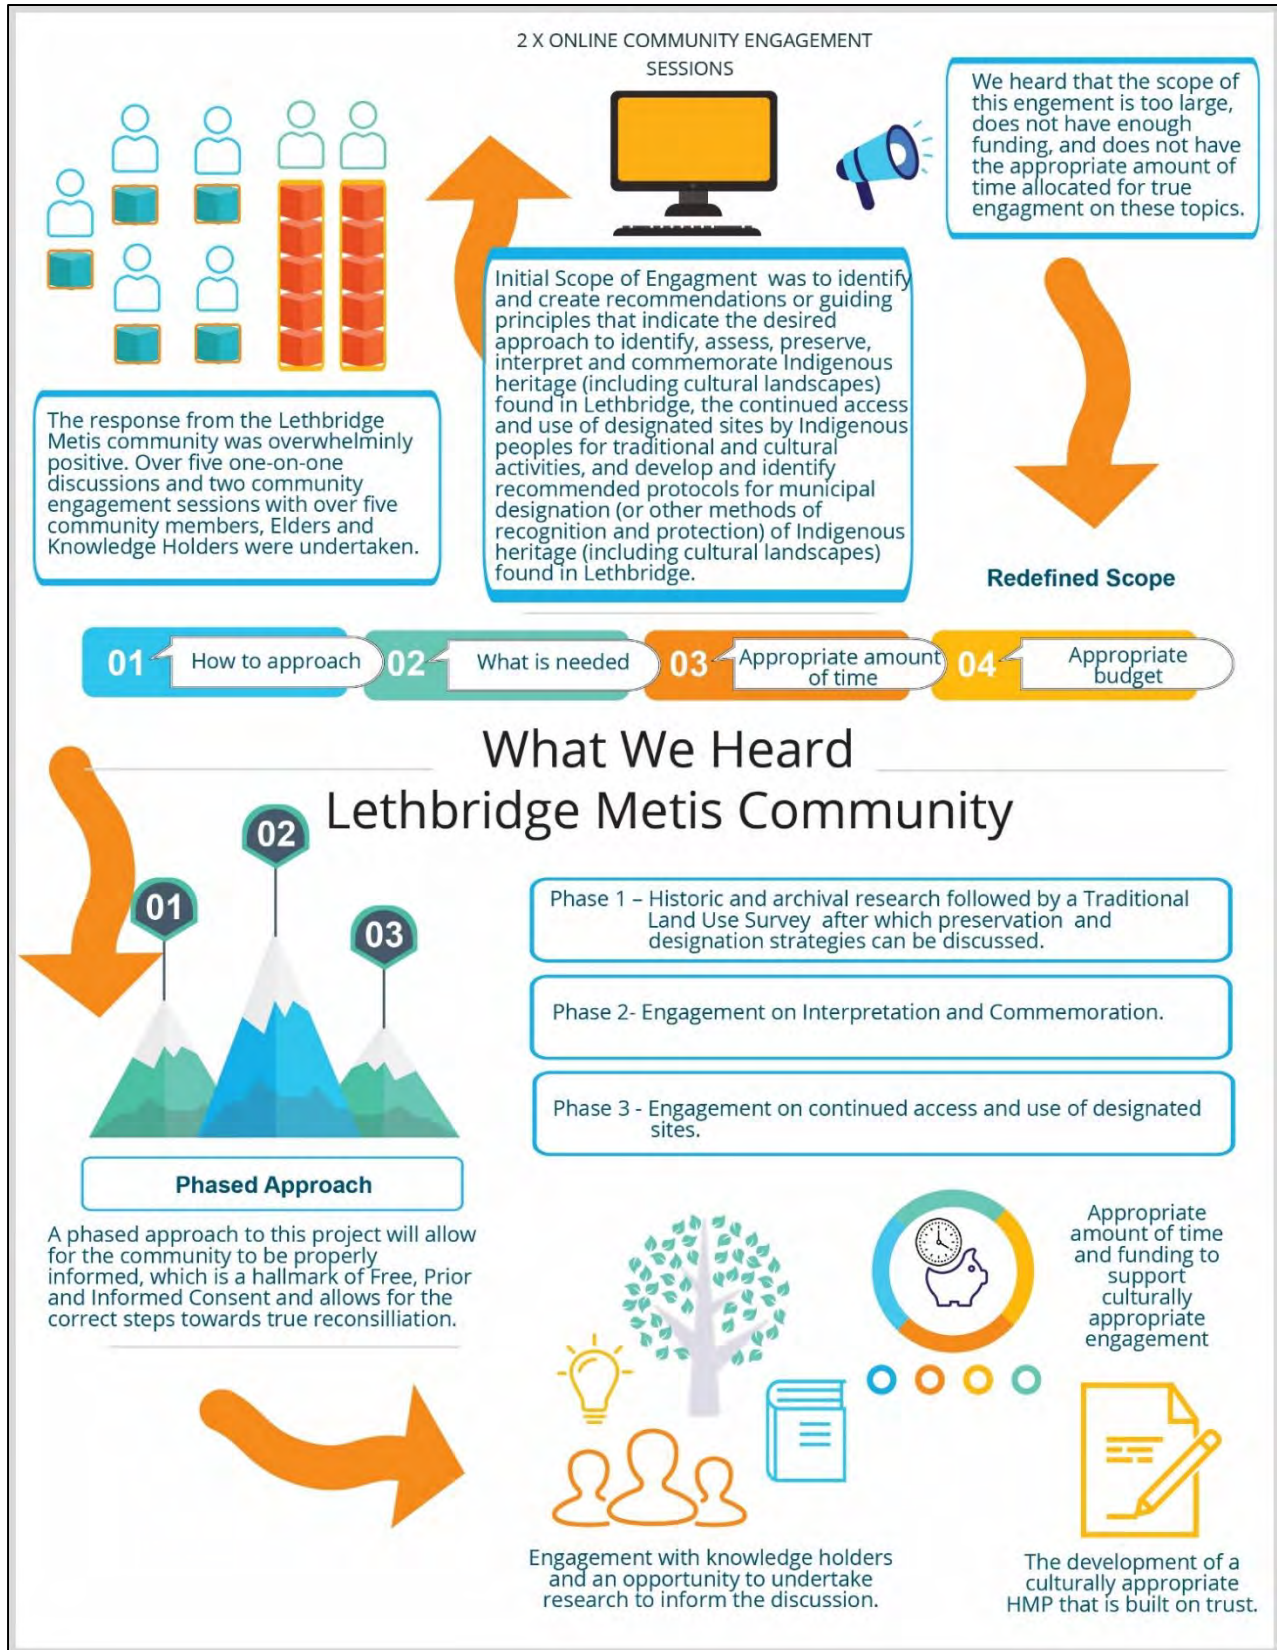 2 X ONLINE COMMUNITY ENGAGEMENT
SESSIONS
We heard that the scope of
this engement is too large,
does not have enough
funding, and does not have
the appropriate amount of
time allocated for true
engagment on these topics.
Initial Scope of Engagment was to identify
and create recommendations or guiding
principles that indicate the desired
approach to identify, assess, preserve,
interpret and commemorate Indigenous
heritage (including cultural landscapes)
found in Lethbridge, the continued access
and use of designated sites by Indigenous
peoples for traditional and cultural
activities, and develop and identify
recommended protocols for municipal
designation (or other methods of
recognition and protection) of Indigenous
heritage (including cultural landscapes)
found in Lethbridge.
The response from the Lethbridge
Metis community was overwhelminly
positive. Over five one-on-one
discussions and two community
engagement sessions with over five
community members, Elders and
Knowledge Holders were undertaken.
Redefined Scope
01 How to approach
02 What is needed
03 Appropriate amount
of time
04 Appropriate
budget
What We Heard
Lethbridge Metis Community
01
02
03
Phase 1 – Historic and archival research followed by a Traditional
Land Use Survey after which preservation and
designation strategies can be discussed.
Phase 2- Engagement on Interpretation and Commemoration.
Phase 3 - Engagement on continued access and use of designated
sites.
Phased Approach
A phased approach to this project will allow
for the community to be properly
informed, which is a hallmark of Free, Prior
and Informed Consent and allows for the
correct steps towards true reconsilliation.
Appropriate
amount of time
and funding to
support
culturally
appropriate
engagement
Engagement with knowledge holders
and an opportunity to undertake
research to inform the discussion.
The development of a
culturally appropriate
HMP that is built on trust.